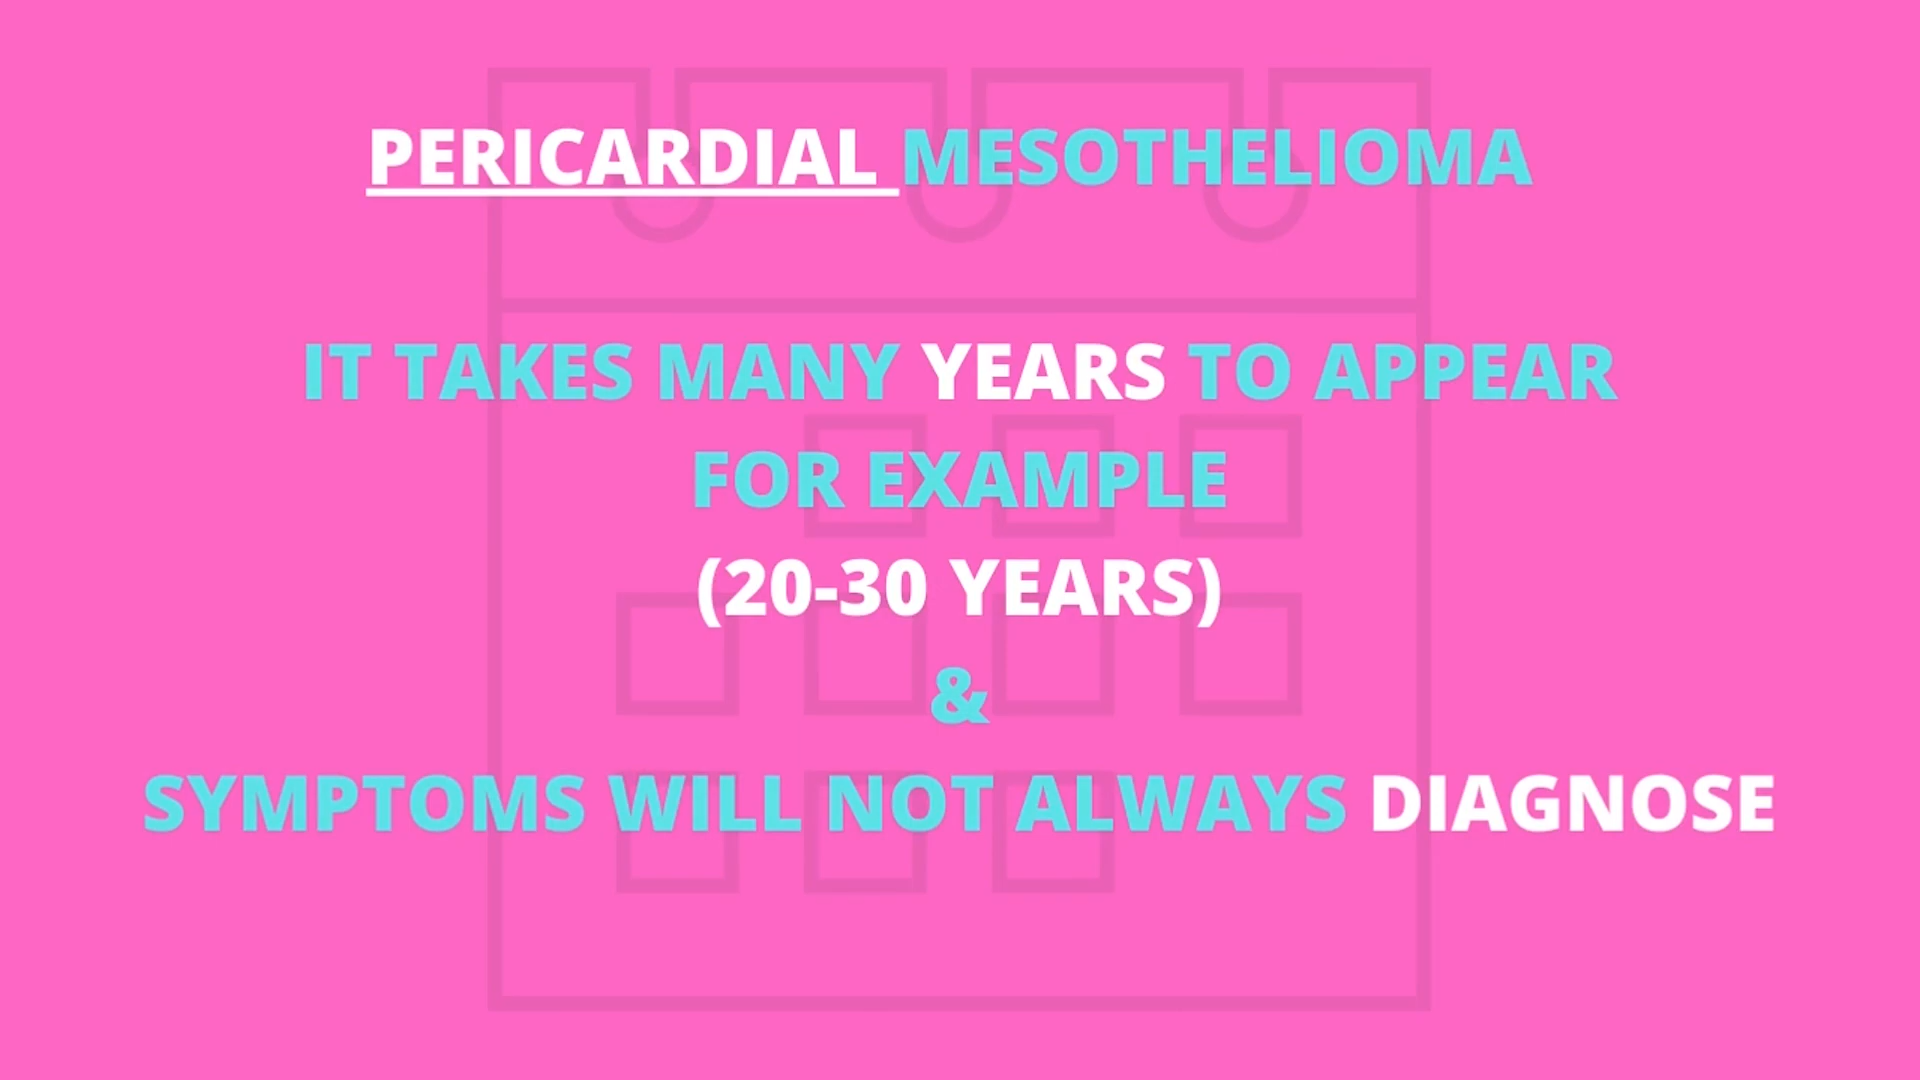 PERICARDIAL MESOTHELIOMA
IT TAKES MANY YEARS TO APPEAR
FOR EXAMPLE
(20-30 YEARS)
&
SYMPTOMS WILL NOT ALWAYS DIAGNOSE